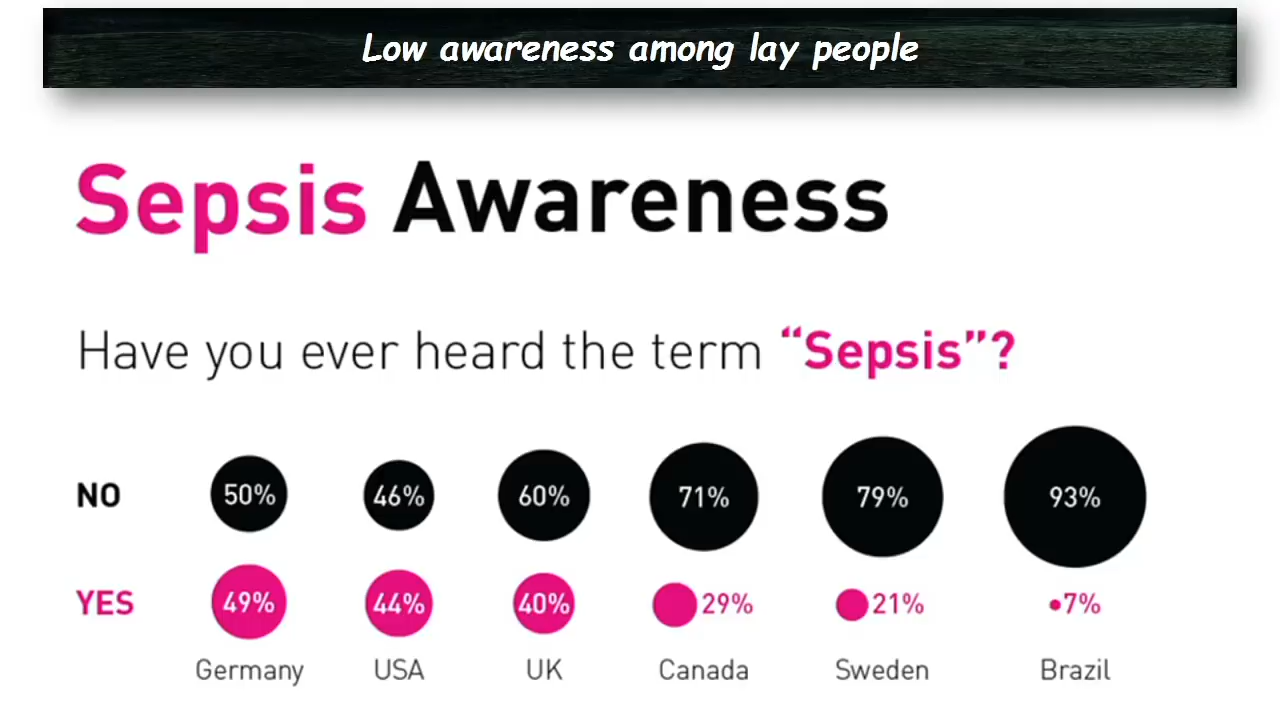 Low awareness among lay people
Sepsis Awareness
Have you ever heard the term “Sepsis”?
NO 50% 46% 60% 71% 79% 93%
YES 49% 44% 40% 29% 21% 7%
Germany USA UK Canada Sweden Brazil